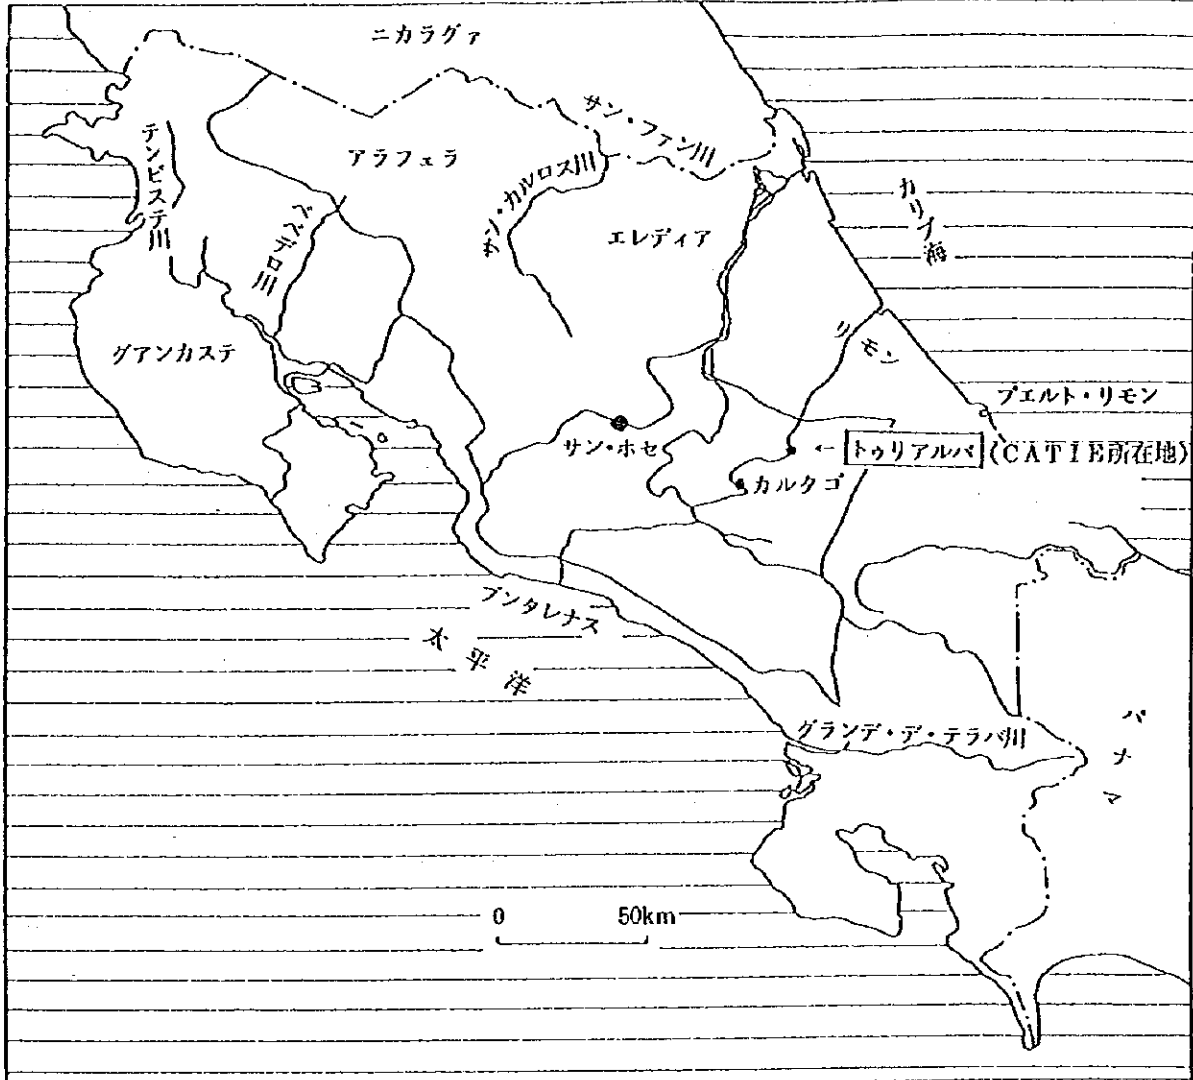 ニカラグァ
サン・ファン川
テンピステ川
アラフェラ
サン・カルロス川
エレディア
カリブ海
グアンカステ
リモン
プエルト・リモン
サン・ホセ
← トゥリアルバ (CATIE所在地)
カルタゴ
プンタレナス
太平洋
グランデ・デ・テラバ川
パナマ
0 50km